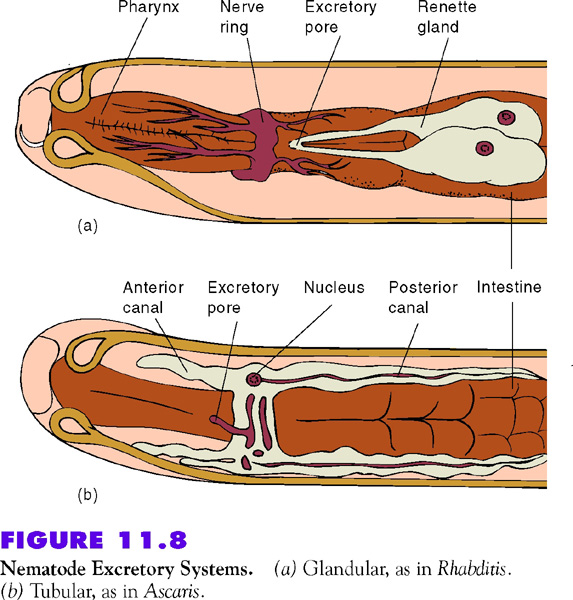 Pharynx
Nerve
ring
Excretory
pore
Renette
gland
(a)
Anterior
canal
Excretory
pore
Nucleus
Posterior
canal
Intestine
(b)
FIGURE 11.8
Nematode Excretory Systems. (a) Glandular, as in Rhabditis.
(b) Tubular, as in Ascaris.